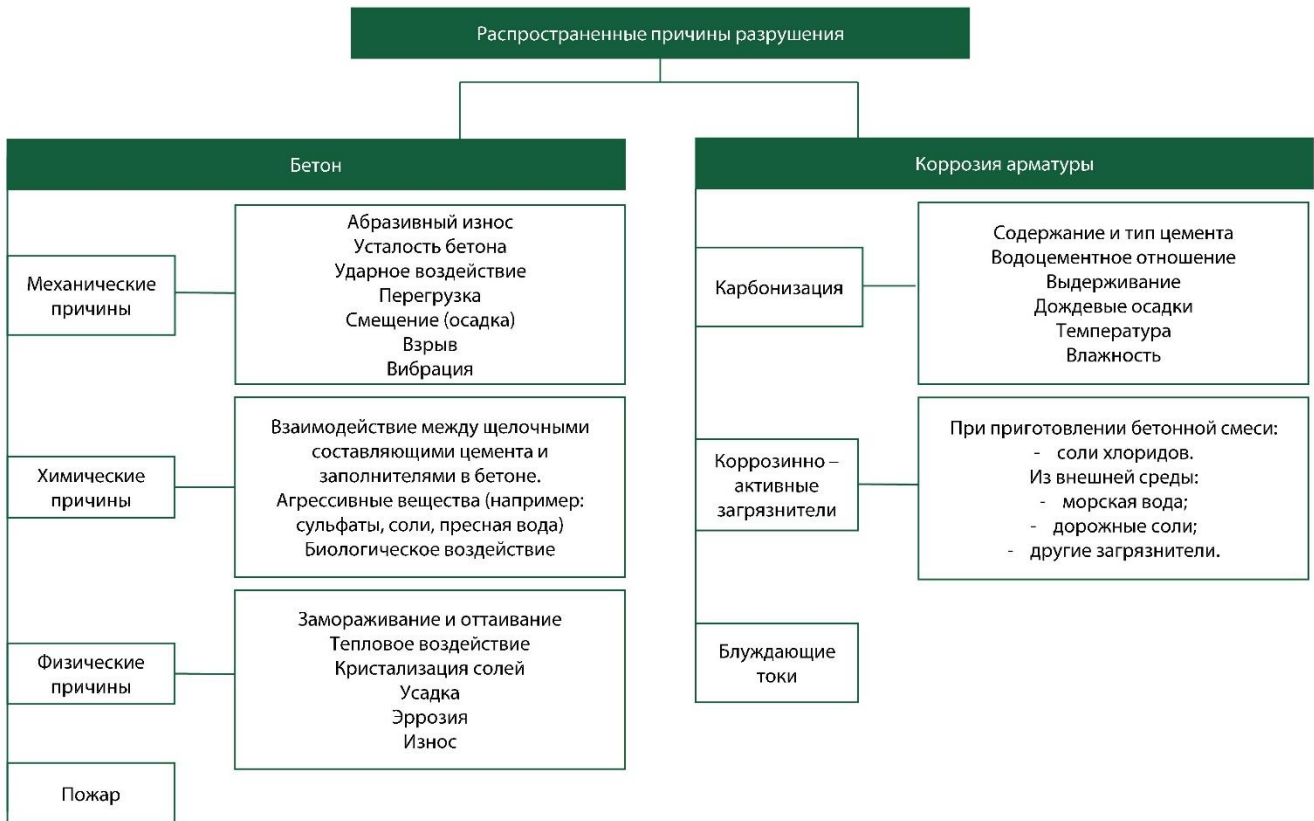 Распространенные причины разрушения
Бетон
Механические
причины
Абразивный износ
Усталость бетона
Ударное воздействие
Перегрузка
Смещение (осадка)
Взрыв
Вибрация
Химические
причины
Взаимодействие между щелочными
составляющими цемента и
заполнителями в бетоне.
Агрессивные вещества (например:
сульфаты, соли, пресная вода)
Биологическое воздействие
Физические
причины
Замораживание и оттаивание
Тепловое воздействие
Кристализация солей
Усадка
Эррозия
Износ
Пожар
Коррозия арматуры
Карбонизация
Содержание и тип цемента
Водоцементное отношение
Выдерживание
Дождевые осадки
Температура
Влажность
Коррозинно –
активные
загрязнители
При приготовлении бетонной смеси:
- соли хлоридов.
Из внешней среды:
- морская вода;
- дорожные соли;
- другие загрязнители.
Блуждающие
токи